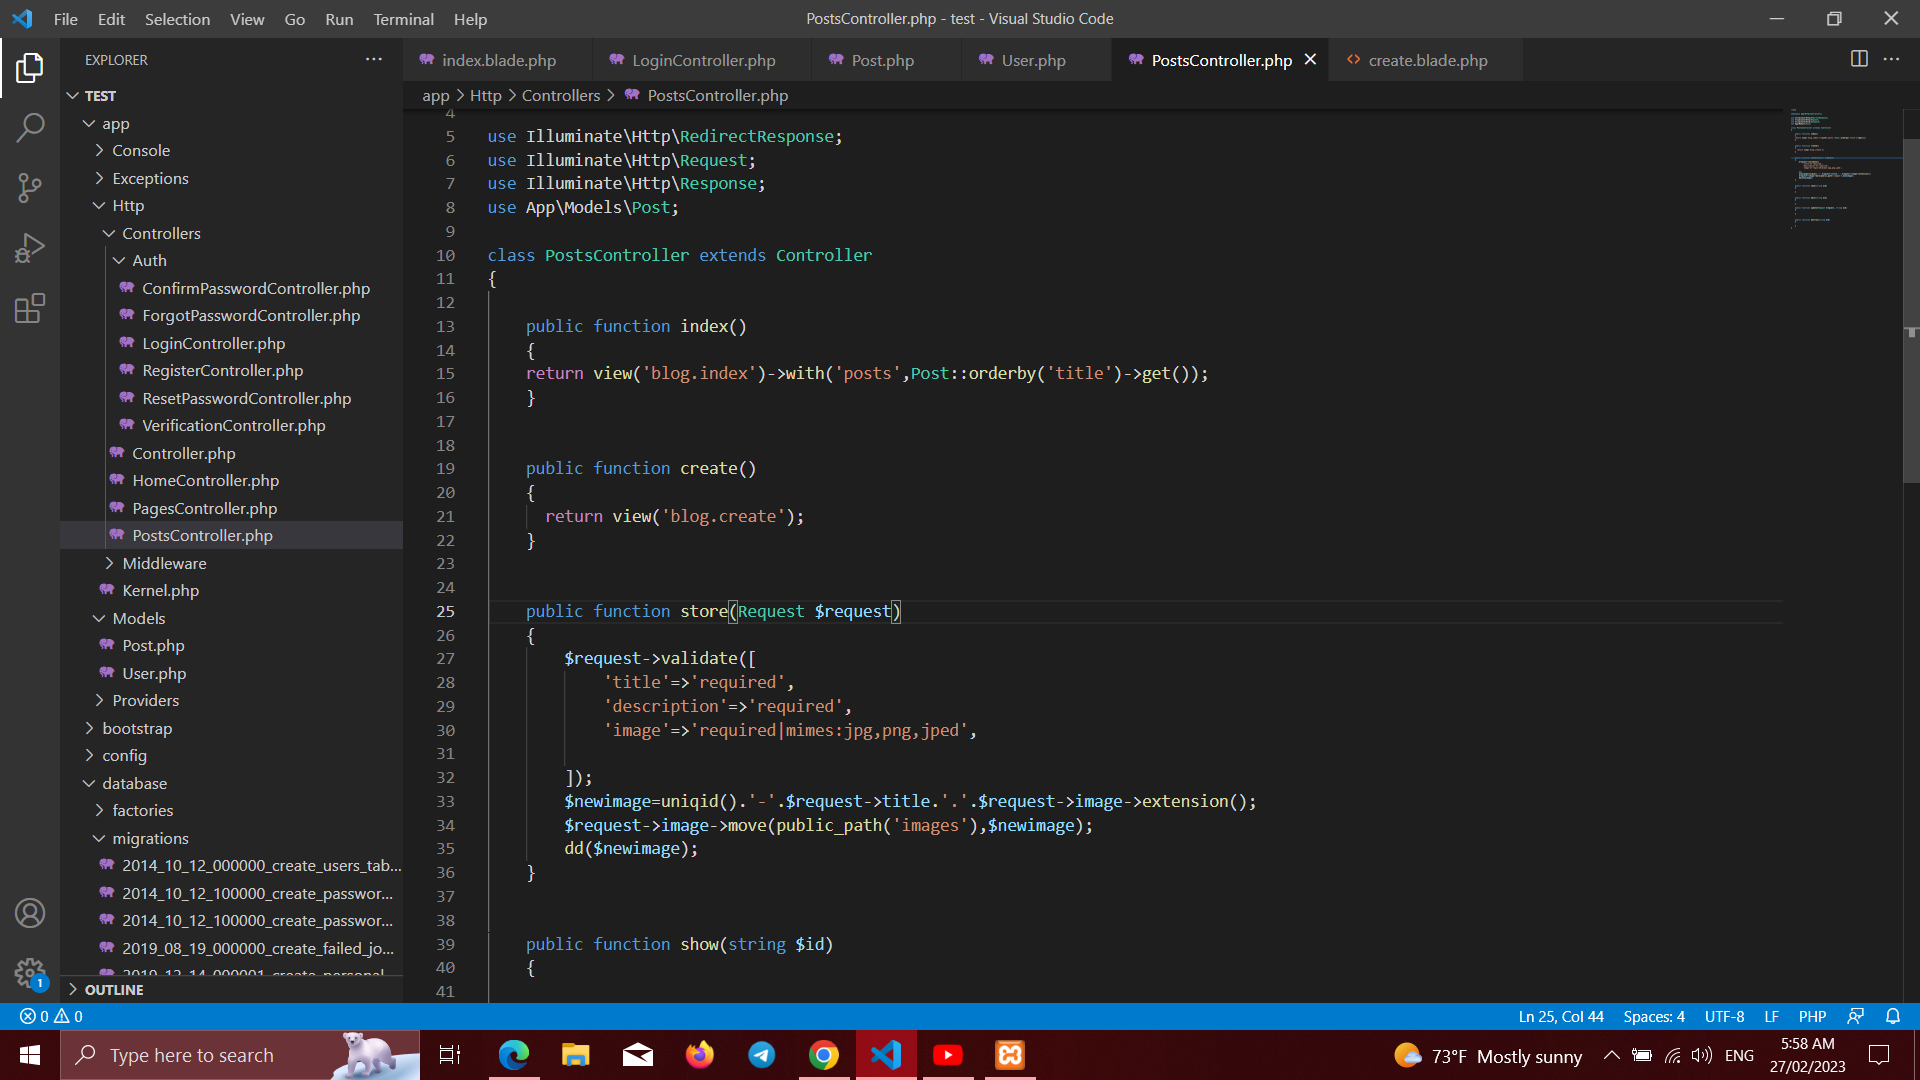 File Edit Selection View Go Run Terminal Help
PostsController.php - test - Visual Studio Code
EXPLORER
TEST
app
Console
Exceptions
Http
Controllers
Auth
ConfirmPasswordController.php
ForgotPasswordController.php
LoginController.php
RegisterController.php
ResetPasswordController.php
VerificationController.php
Controller.php
HomeController.php
PagesController.php
PostsController.php
Middleware
Kernel.php
Models
Post.php
User.php
Providers
bootstrap
config
database
factories
migrations
2014_10_12_000000_create_users_tab...
2014_10_12_100000_create_passwor...
2014_10_12_100000_create_passwor...
2019_08_19_000000_create_failed_jo...
2019_12_14_000001_create_personal
OUTLINE
index.blade.php LoginController.php Post.php User.php PostsController.php create.blade.php
app > Http > Controllers > PostsController.php
4
5 use Illuminate\Http\RedirectResponse;
6 use Illuminate\Http\Request;
7 use Illuminate\Http\Response;
8 use App\Models\Post;
9
10 class PostsController extends Controller
11 {
12
13 public function index()
14 {
15 return view('blog.index')->with('posts',Post::orderby('title')->get());
16 }
17
18
19 public function create()
20 {
21 return view('blog.create');
22 }
23
24
25 public function store(Request $request)
26 {
27 $request->validate([
28 'title'=>'required',
29 'description'=>'required',
30 'image'=>'required|mimes:jpg,png,jped',
31
32 ]);
33 $newimage=uniqid().'-'.$request->title.'.'.$request->image->extension();
34 $request->image->move(public_path('images'),$newimage);
35 dd($newimage);
36 }
37
38
39 public function show(string $id)
40 {
41
1
0 0
Ln 25, Col 44 Spaces: 4 UTF-8 LF PHP
Type here to search
73°F Mostly sunny
ENG
5:58 AM
27/02/2023